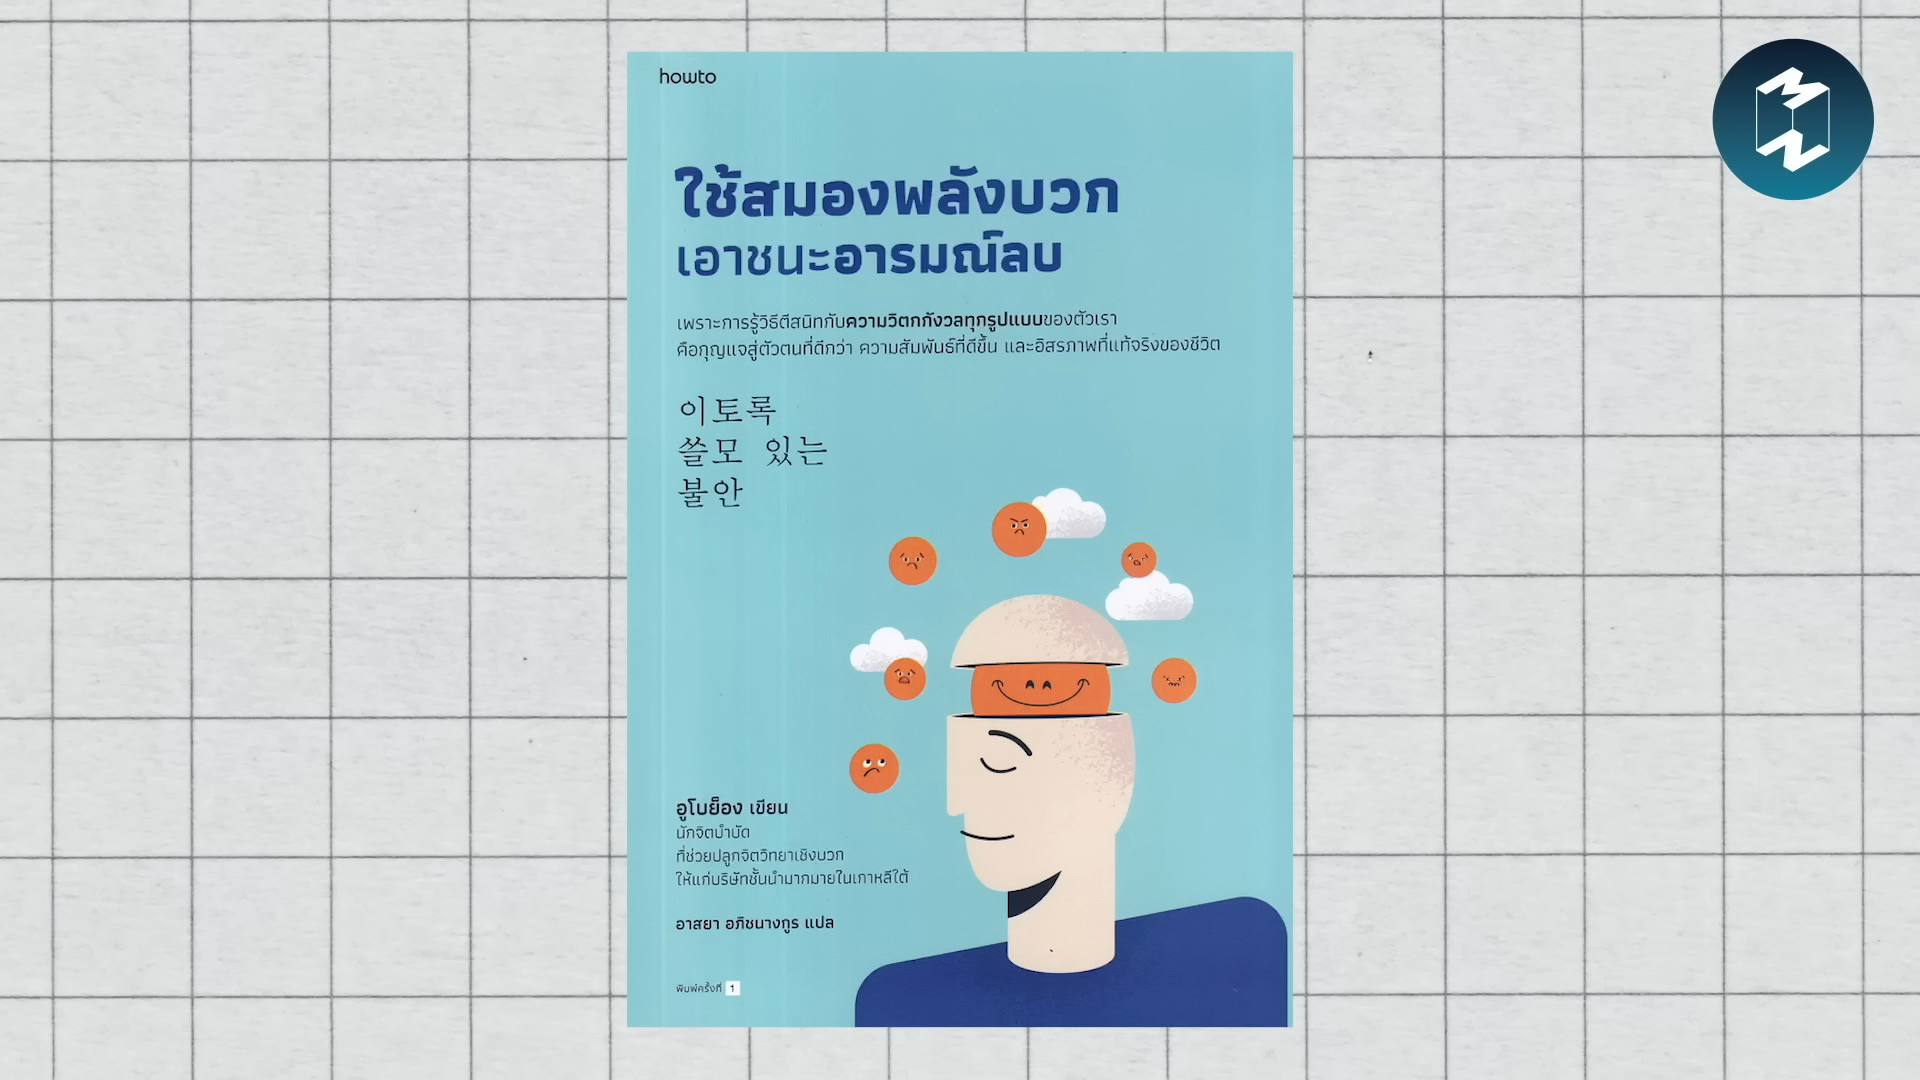 howto
ใช้สมองพลังบวก
เอาชนะอารมณ์ลบ
เพราะการรู้วิธีตีสนิทกับความวิตกกังวลทุกรูปแบบของตัวเรา
คือกุญแจสู่ตัวตนที่ดีกว่า ความสัมพันธ์ที่ดีขึ้น และอิสรภาพที่แท้จริงของชีวิต
이토록
쓸모 있는
불안
อูโบย็อง เขียน
นักจิตบำบัด
ที่ช่วยปลูกจิตวิทยาเชิงบวก
ให้แก่บริษัทชั้นนำมากมายในเกาหลีใต้
อาสยา อภิชนางกูร แปล
พิมพ์ครั้งที่ 1